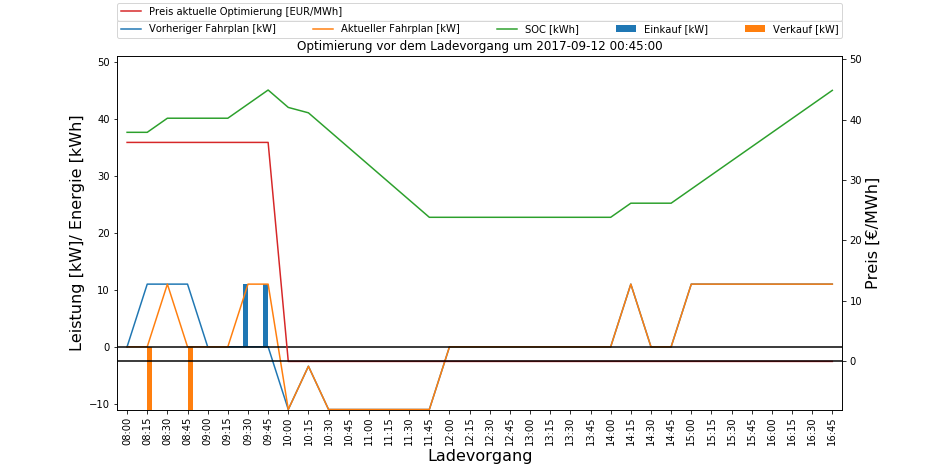 Preis aktuelle Optimierung [EUR/MWh]
Vorheriger Fahrplan [kW] Aktueller Fahrplan [kW] SOC [kWh] Einkauf [kW] Verkauf [kW]
Optimierung vor dem Ladevorgang um 2017-09-12 00:45:00
Leistung [kW]/ Energie [kWh]
50
40
30
20
10
0
−10
50
40
30
20
10
0
Preis [€/MWh]
08:00 08:15 08:30 08:45 09:00 09:15 09:30 09:45 10:00 10:15 10:30 10:45 11:00 11:15 11:30 11:45 12:00 12:15 12:30 12:45 13:00 13:15 13:30 13:45 14:00 14:15 14:30 14:45 15:00 15:15 15:30 15:45 16:00 16:15 16:30 16:45
Ladevorgang